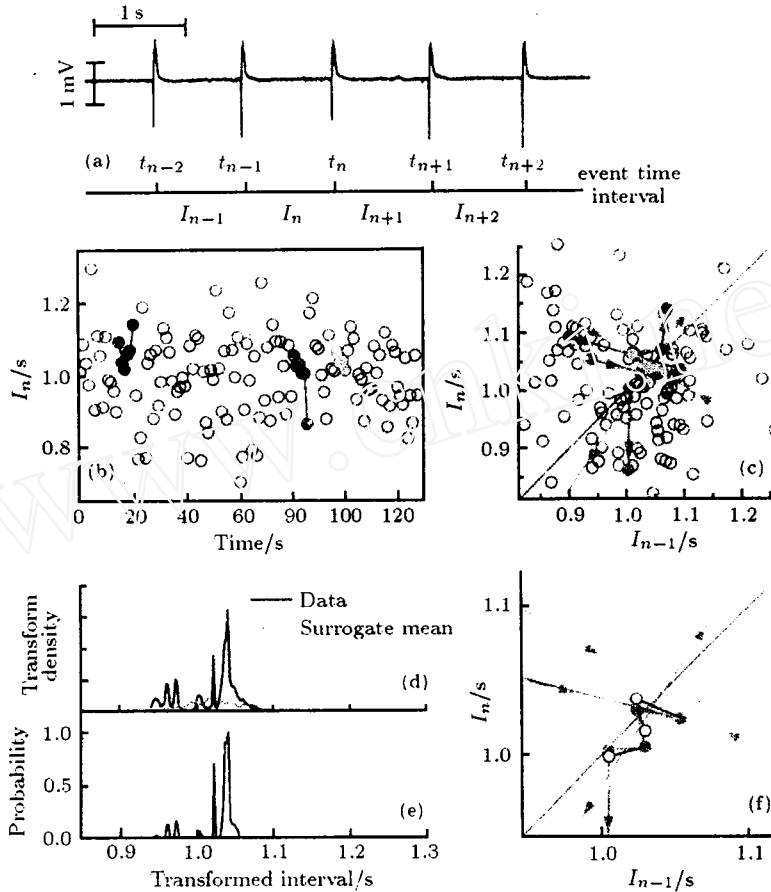 1 s
1 mV
(a) t_{n−2} t_{n−1} t_n t_{n+1} t_{n+2}
event time
interval
I_{n−1} I_n I_{n+1} I_{n+2}
1.2
1.0
0.8
I_n/s
(b)
0 20 40 60 80 90 100 120
Time/s
1.2
1.1
1.0
0.9
I_n/s
(c)
0.9 1.0 1.1 1.2
I_{n−1}/s
Transform
density
Data
Surrogate mean
(d)
1.0
0.5
0.0
Probability
(e)
0.9 1.0 1.1 1.2 1.3
Transformed interval/s
1.1
1.0
I_n/s
(f)
1.0 1.1
I_{n−1}/s